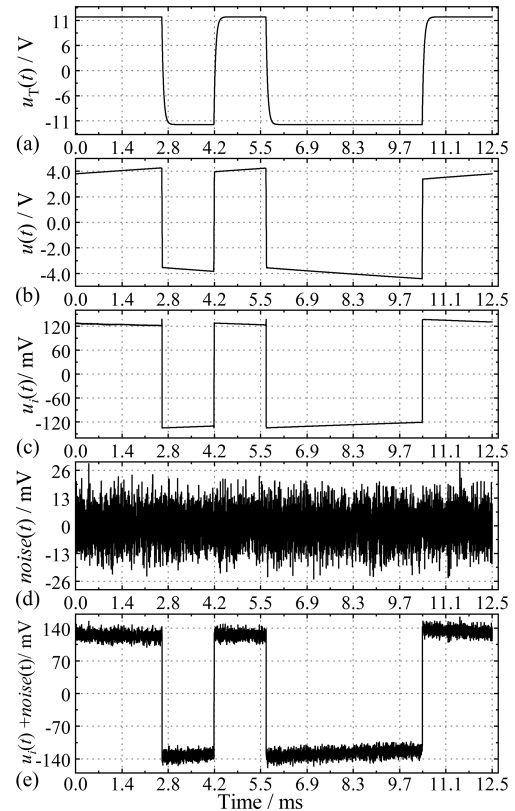 11
6
0
-6
-11
u_T(t) / V
(a)
0.0 1.4 2.8 4.2 5.5 6.9 8.3 9.7 11.1 12.5
4.0
2.0
0.0
-2.0
-4.0
u(t) / V
(b)
0.0 1.4 2.8 4.2 5.5 6.9 8.3 9.7 11.1 12.5
120
60
0
-60
-120
u_i(t)/ mV
(c)
0.0 1.4 2.8 4.2 5.5 6.9 8.3 9.7 11.1 12.5
26
13
0
-13
-26
noise(t) / mV
(d)
0.0 1.4 2.8 4.2 5.5 6.9 8.3 9.7 11.1 12.5
140
70
0
-70
-140
u_i(t) +noise(t) mV
(e)
0.0 1.4 2.8 4.2 5.5 6.9 8.3 9.7 11.1 12.5
Time / ms